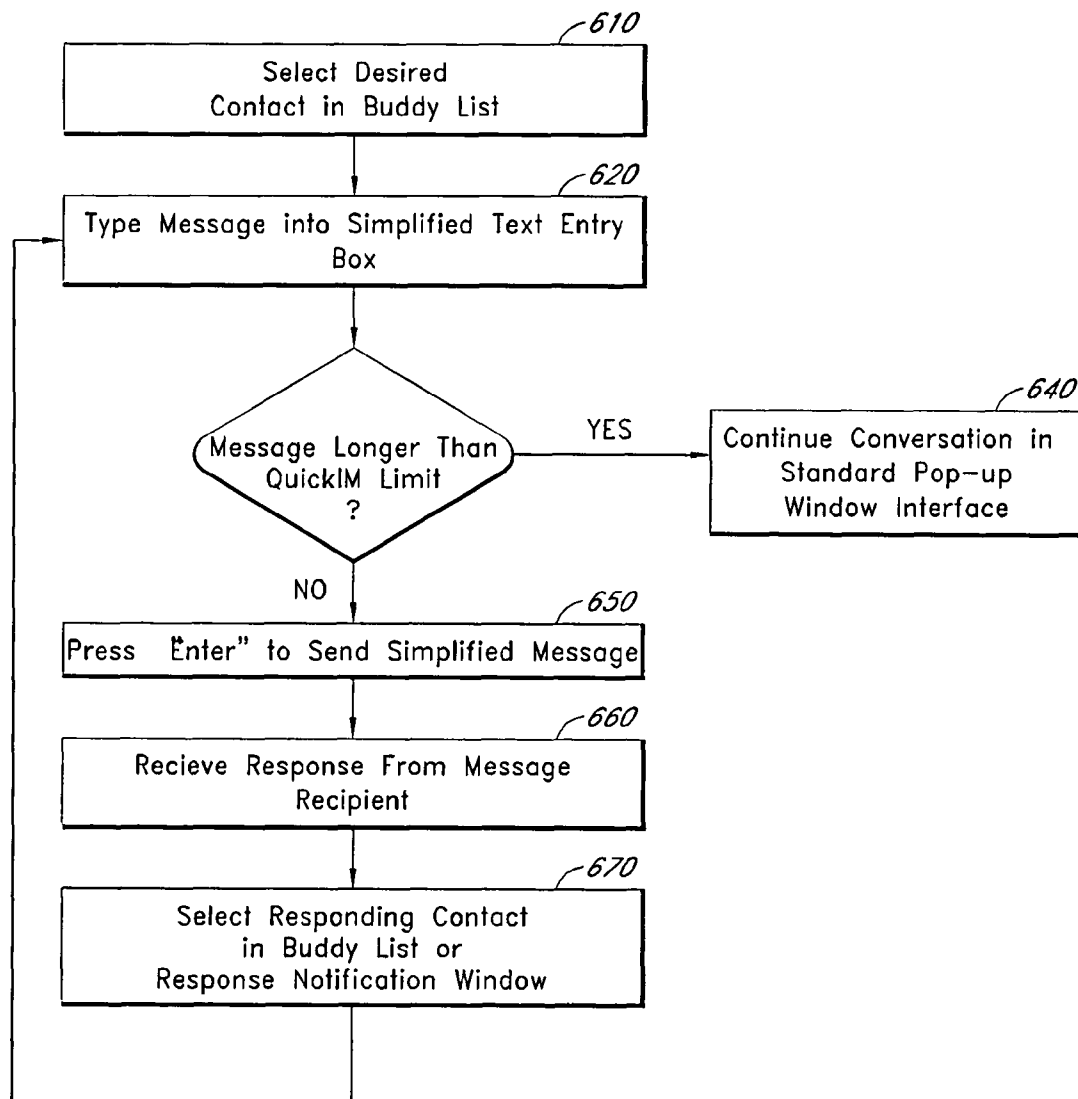 610
Select Desired
Contact in Buddy List
620
Type Message into Simplified Text Entry
Box
Message Longer Than
QuickIM Limit
?
YES
640
Continue Conversation in
Standard Pop-up
Window Interface
NO
650
Press "Enter" to Send Simplified Message
660
Recieve Response From Message
Recipient
670
Select Responding Contact
in Buddy List or
Response Notification Window